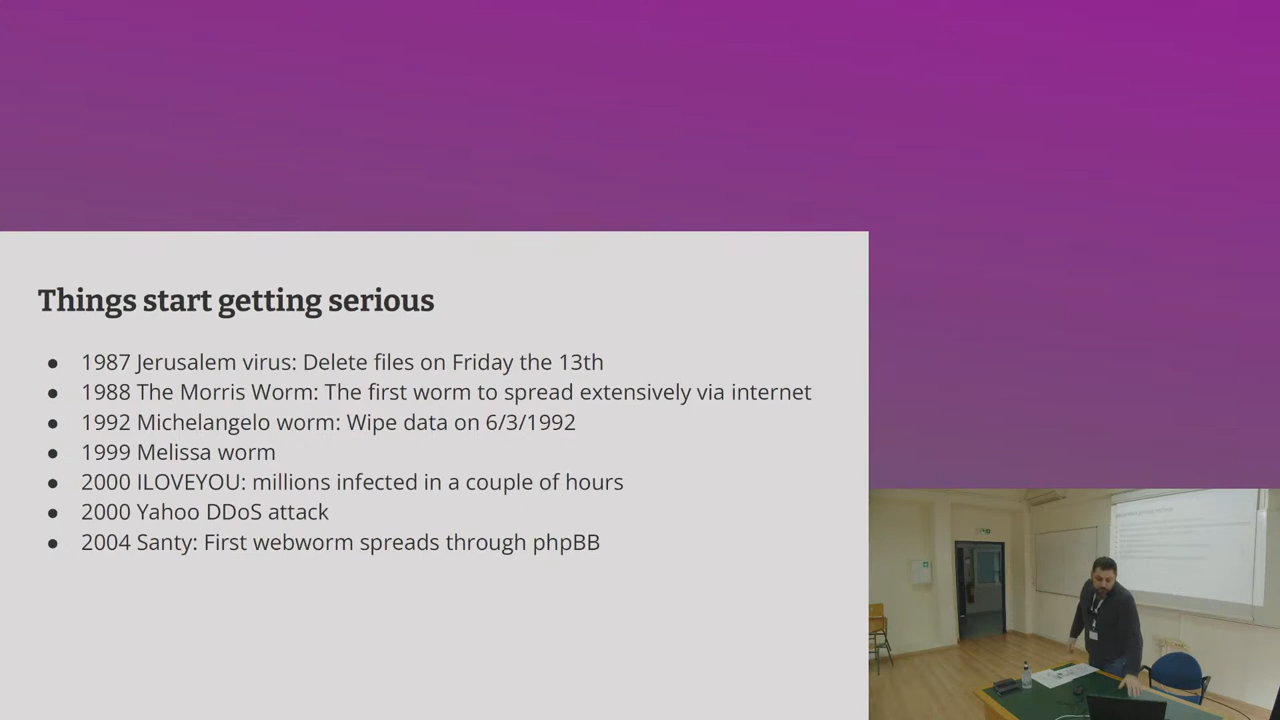 Things start getting serious
● 1987 Jerusalem virus: Delete files on Friday the 13th
● 1988 The Morris Worm: The first worm to spread extensively via internet
● 1992 Michelangelo worm: Wipe data on 6/3/1992
● 1999 Melissa worm
● 2000 ILOVEYOU: millions infected in a couple of hours
● 2000 Yahoo DDoS attack
● 2004 Santy: First webworm spreads through phpBB